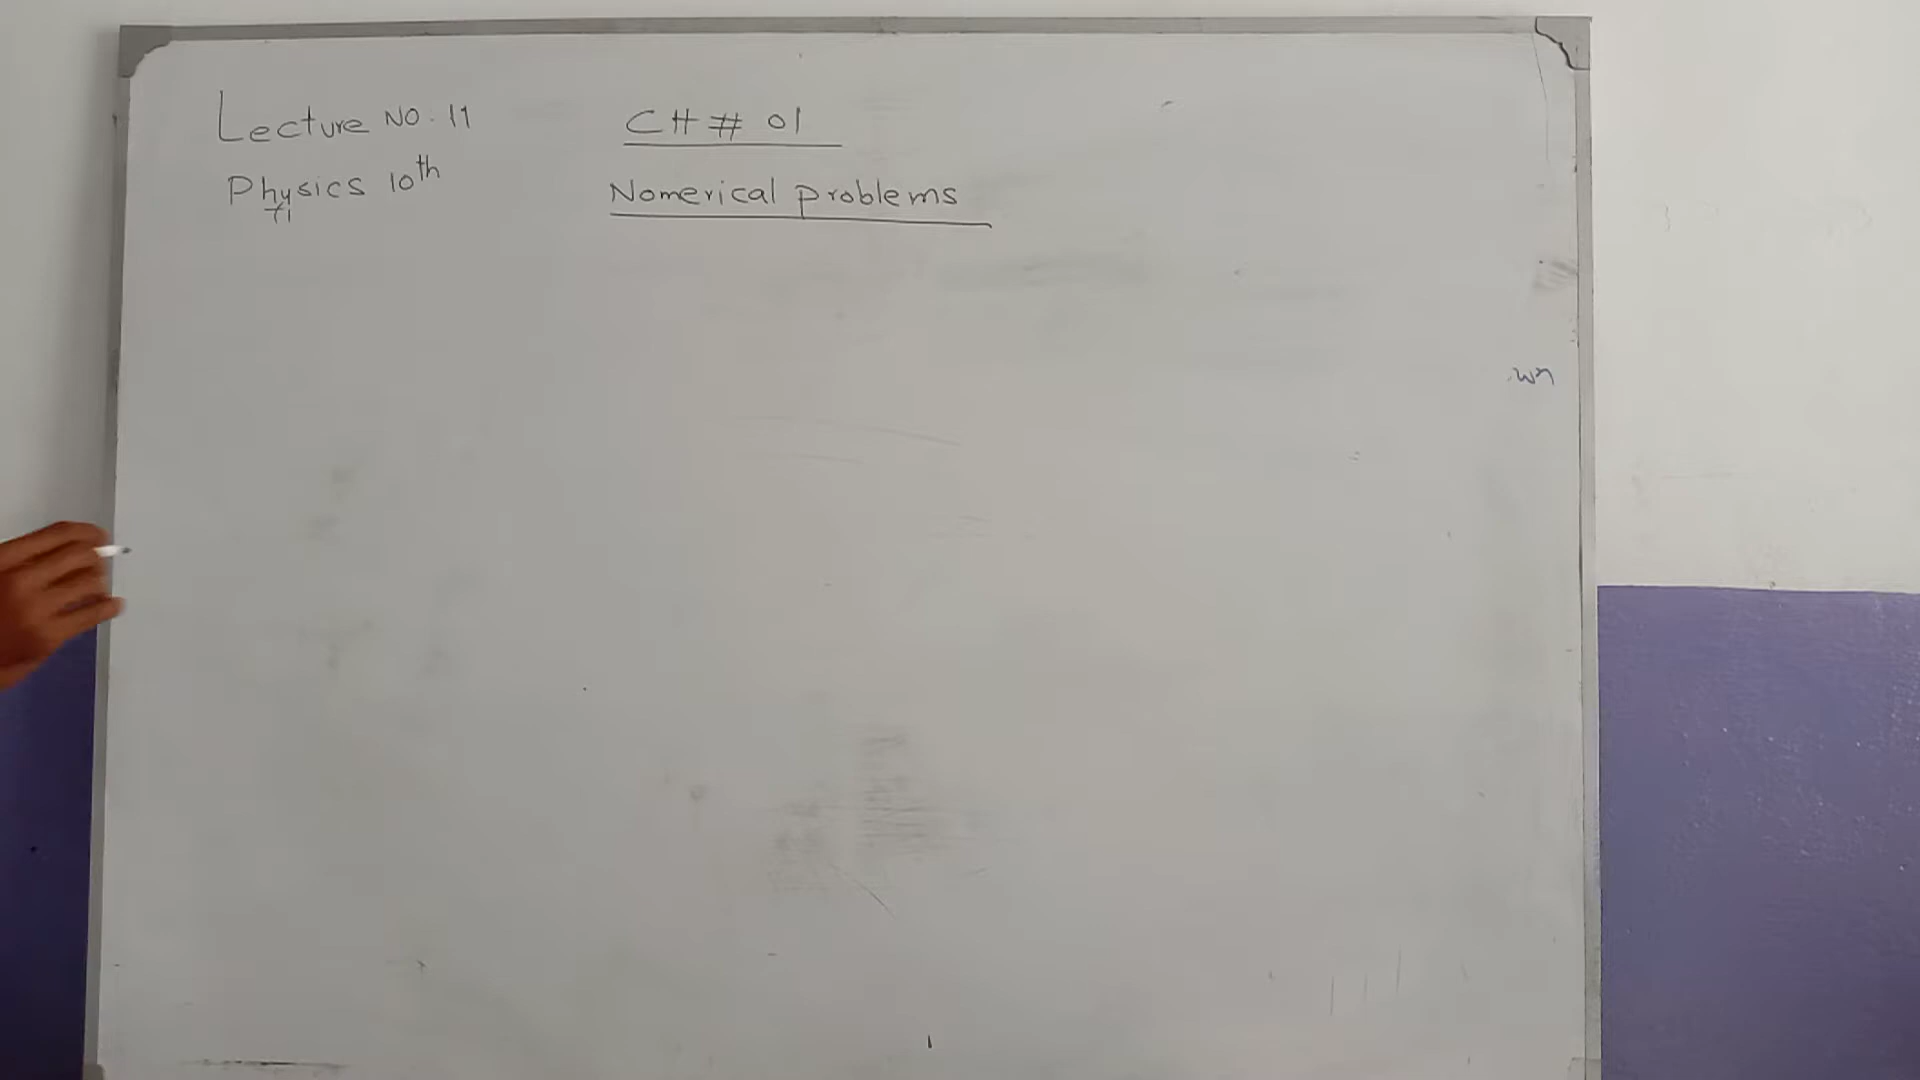 Lecture No. 11
Physics 10th
CH # 01
Nomerical problems